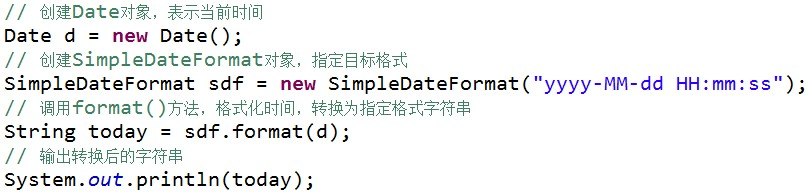 // 创建Date对象，表示当前时间
Date d = new Date();
// 创建SimpleDateFormat对象，指定目标格式
SimpleDateFormat sdf = new SimpleDateFormat("yyyy-MM-dd HH:mm:ss");
// 调用format()方法，格式化时间，转换为指定格式字符串
String today = sdf.format(d);
// 输出转换后的字符串
System.out.println(today);